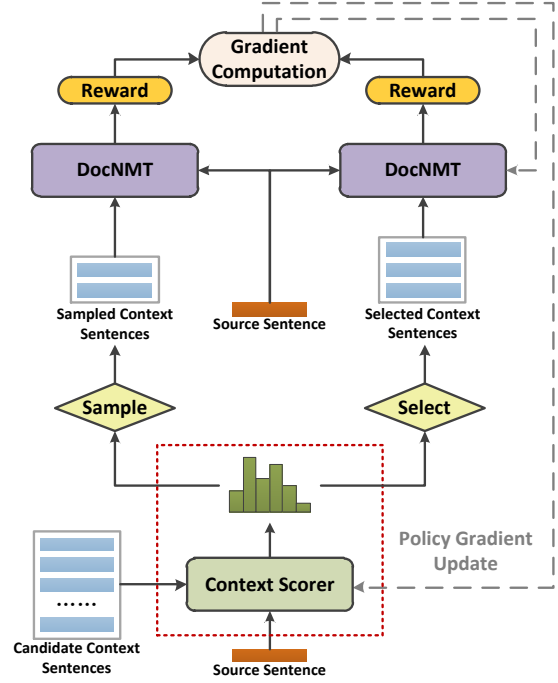 Gradient
Computation
Reward
Reward
DocNMT
DocNMT
Sampled Context
Sentences
Source Sentence
Selected Context
Sentences
Sample
Select
Policy Gradient
Update
Context Scorer
......
Candidate Context
Sentences
Source Sentence